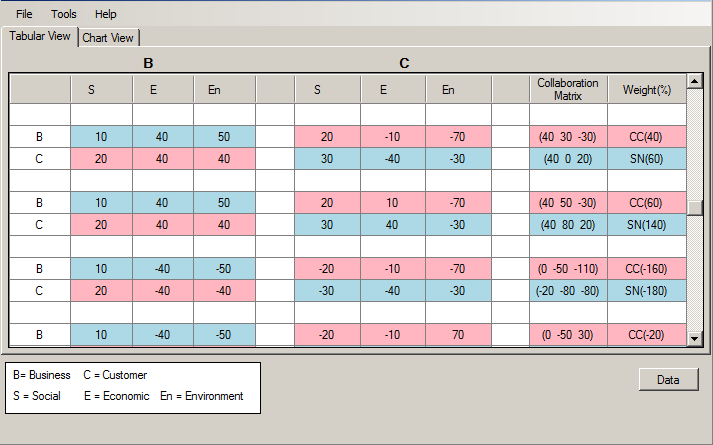 File Tools Help
Tabular View Chart View
B C
S E En S E En Collaboration Matrix Weight(%)
B 10 40 50 20 -10 -70 (40 30 -30) CC(40)
C 20 40 40 30 -40 -30 (40 0 20) SN(60)
B 10 40 50 20 10 -70 (40 50 -30) CC(60)
C 20 40 40 30 40 -30 (40 80 20) SN(140)
B 10 -40 -50 -20 -10 -70 (0 -50 -110) CC(-160)
C 20 -40 -40 -30 -40 -30 (-20 -80 -80) SN(-180)
B 10 -40 -50 -20 -10 70 (0 -50 30) CC(-20)
B= Business C = Customer
S = Social E = Economic En = Environment
Data